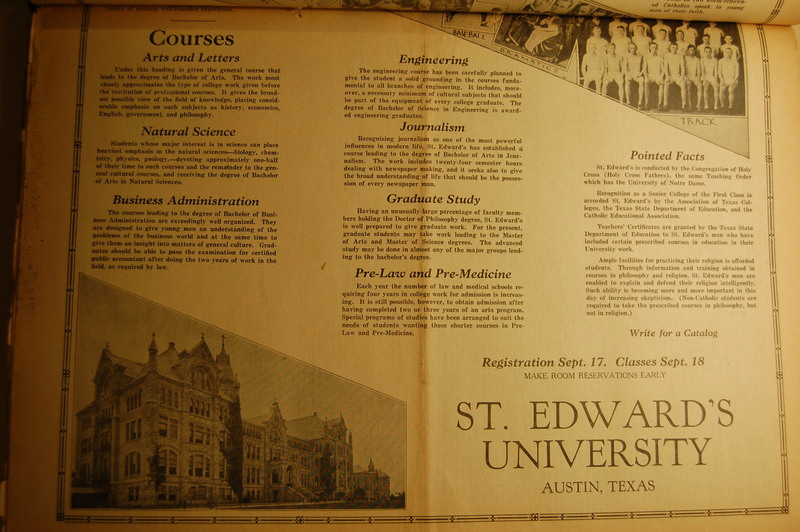 ed Catholics speak to young
men of their faith.
BASEBALL
DRAMATICS
TRACK
Courses
Arts and Letters
Under this heading is given the general course that
leads to the degree of Bachelor of Arts. The work most
closely approximates the type of college work given before
the institution of professional courses. It gives the broad-
est possible view of the field of knowledge, placing consid-
erable emphasis on such subjects as history, economics,
English, government, and philosophy.
Natural Science
Students whose major interest is in science can place
heaviest emphasis in the natural sciences—biology, chem-
istry, physics, geology,—devoting approximately one-half
of their time to such courses and the remainder to the gen-
eral cultural courses, and receiving the degree of Bachelor
of Arts in Natural Sciences.
Business Administration
The courses leading to the degree of Bachelor of Busi-
ness Administration are exceedingly well organized. They
are designed to give young men an understanding of the
problems of the business world and at the same time to
give them an insight into matters of general culture. Grad-
uates should be able to pass the examination for certified
public accountant after doing the two years of work in the
field, as required by law.
Engineering
The engineering course has been carefully planned to
give the student a solid grounding in the courses funda-
mental to all branches of engineering. It includes, more-
over, a necessary minimum of cultural subjects that should
be part of the equipment of every college graduate. The
degree of Bachelor of Science in Engineering is award-
ed engineering graduates.
Journalism
Recognizing journalism as one of the most powerful
influences in modern life, St. Edward's has established a
course leading to the degree of Bachelor of Arts in Jour-
nalism. The work includes twenty-four semester hours
dealing with newspaper making, and it seeks also to give
the broad understanding of life that should be the posses-
sion of every newspaper man.
Graduate Study
Having an unusually large percentage of faculty mem-
bers holding the Doctor of Philosophy degree, St. Edward's
is well prepared to give graduate work. For the present,
graduate students may take work leading to the Master
of Arts and Master of Science degrees. The advanced
study may be done in almost any of the major groups lead-
ing to the bachelor's degree.
Pre-Law and Pre-Medicine
Each year the number of law and medical schools re-
quiring four years in college work for admission is increas-
ing. It is still possible, however, to obtain admission after
having completed two or three years of an arts program.
Special programs of studies have been arranged to suit the
needs of students wanting these shorter courses in Pre-
Law and Pre-Medicine.
Pointed Facts
St. Edward's is conducted by the Congregation of Holy
Cross (Holy Cross Fathers), the same Teaching Order
which has the University of Notre Dame.
Recognition as a Senior College of the First Class is
accorded St. Edward's by the Association of Texas Col-
leges, the Texas State Department of Education, and the
Catholic Educational Association.
Teachers' Certificates are granted by the Texas State
Department of Education to St. Edward's men who have
included certain prescribed courses in education in their
University work.
Ample facilities for practicing their religion is afforded
students. Through information and training obtained in
courses in philosophy and religion, St. Edward's men are
enabled to explain and defend their religion intelligently.
Such ability is becoming more and more important in this
day of increasing skepticism. (Non-Catholic students are
required to take the prescribed courses in philosophy, but
not in religion.)
Write for a Catalog
Registration Sept. 17. Classes Sept. 18
MAKE ROOM RESERVATIONS EARLY
ST. EDWARD'S
UNIVERSITY
AUSTIN, TEXAS